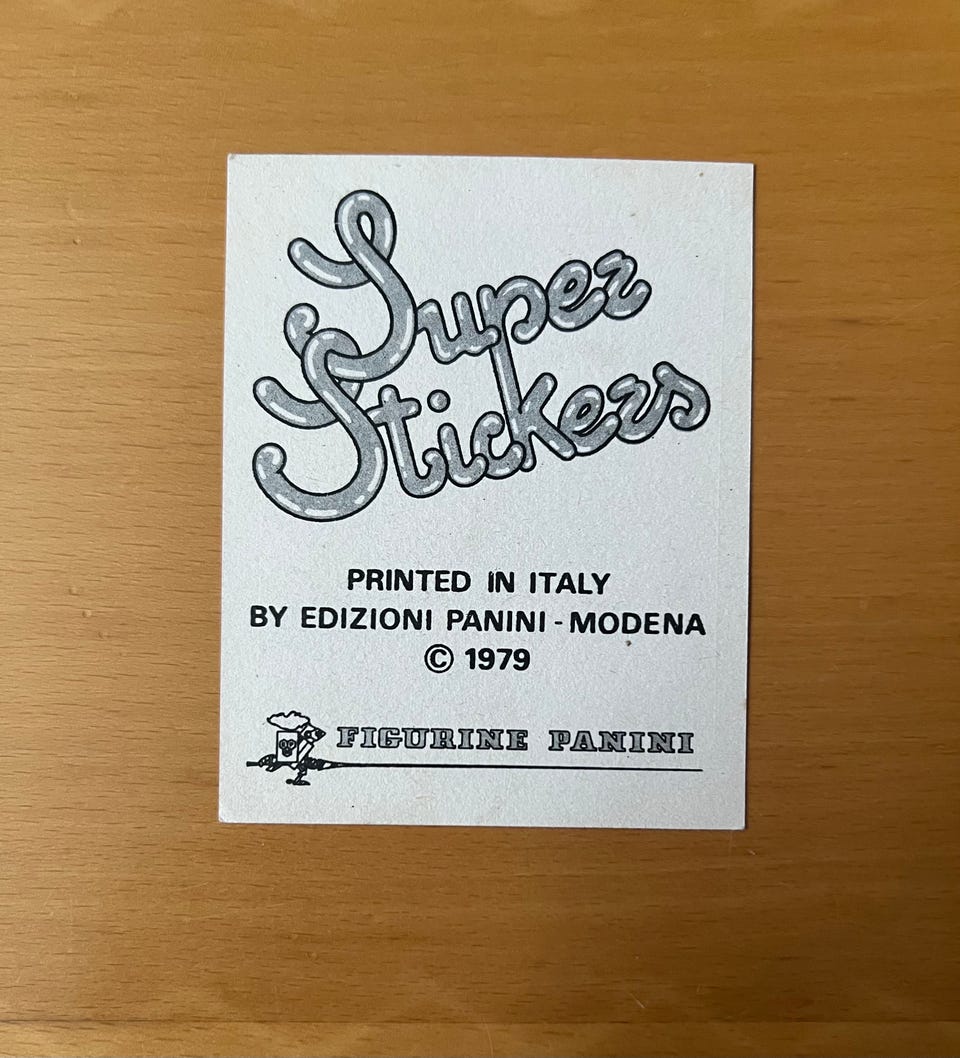 Super
Stickers
PRINTED IN ITALY
BY EDIZIONI PANINI - MODENA
© 1979
FIGURINE PANINI